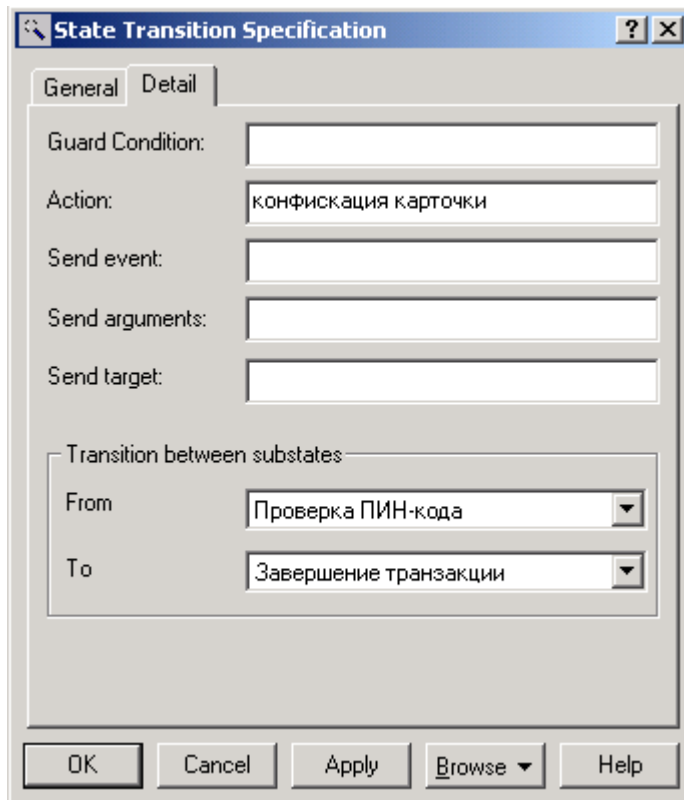 State Transition Specification
General Detail
Guard Condition:
Action: конфискация карточки
Send event:
Send arguments:
Send target:
Transition between substates
From Проверка ПИН-кода
To Завершение транзакции
OK Cancel Apply Browse Help